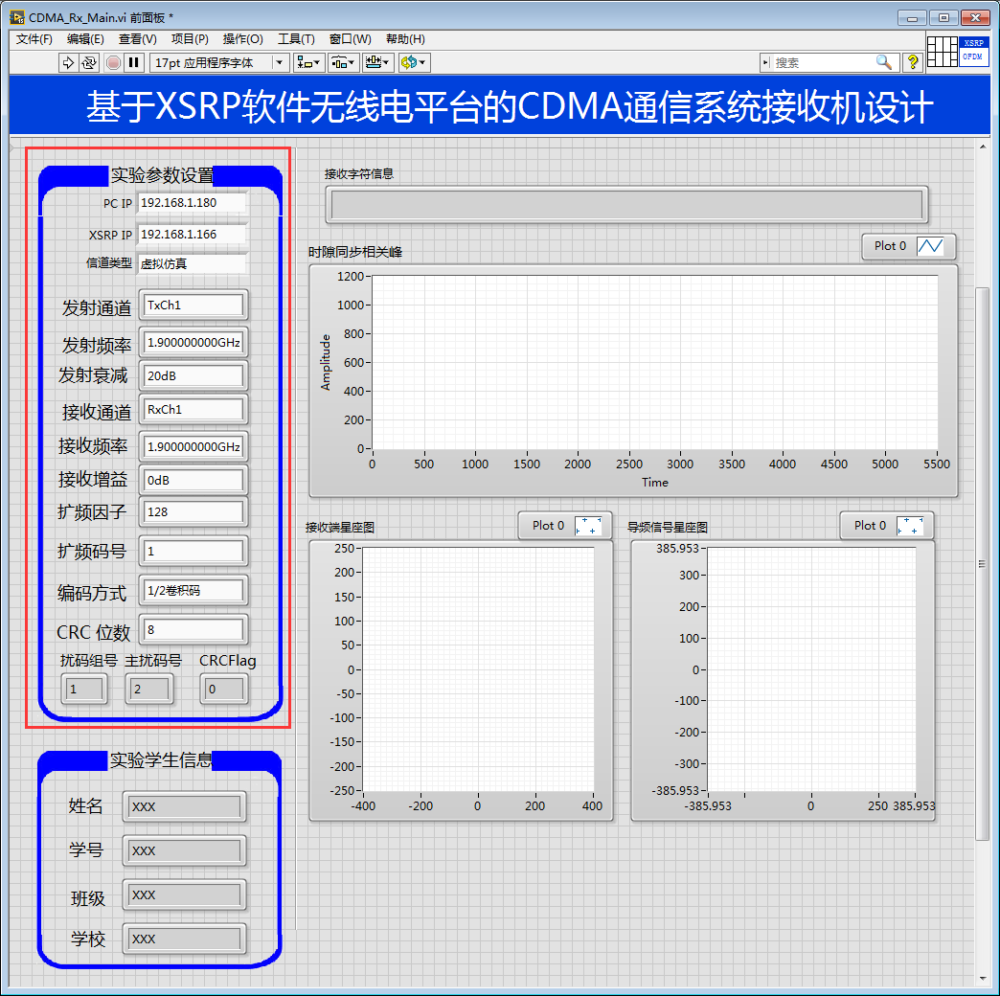 CDMA_Rx_Main.vi 前面板 *
文件(F) 编辑(E) 查看(V) 项目(P) 操作(O) 工具(T) 窗口(W) 帮助(H)
17pt 应用程序字体
搜索
XSRP
OFDM
基于XSRP软件无线电平台的CDMA通信系统接收机设计
实验参数设置
PC IP 192.168.1.180
XSRP IP 192.168.1.166
信道类型 虚拟仿真
发射通道 TxCh1
发射频率 1.900000000GHz
发射衰减 20dB
接收通道 RxCh1
接收频率 1.900000000GHz
接收增益 0dB
扩频因子 128
扩频码号 1
编码方式 1/2卷积码
CRC 位数 8
扰码组号 主扰码号 CRCFlag
1 2 0
实验学生信息
姓名 XXX
学号 XXX
班级 XXX
学校 XXX
接收字符信息
时隙同步相关峰
Plot 0
Amplitude
1200
1000
800
600
400
200
0
0 500 1000 1500 2000 2500 3000 3500 4000 4500 5000 5500
Time
接收端星座图
Plot 0
250
200
150
100
50
0
-50
-100
-150
-200
-250
-400 -200 0 200 400
导频信号星座图
Plot 0
385.953
300
200
100
0
-100
-200
-300
-385.953
-385.953 0 250 385.953